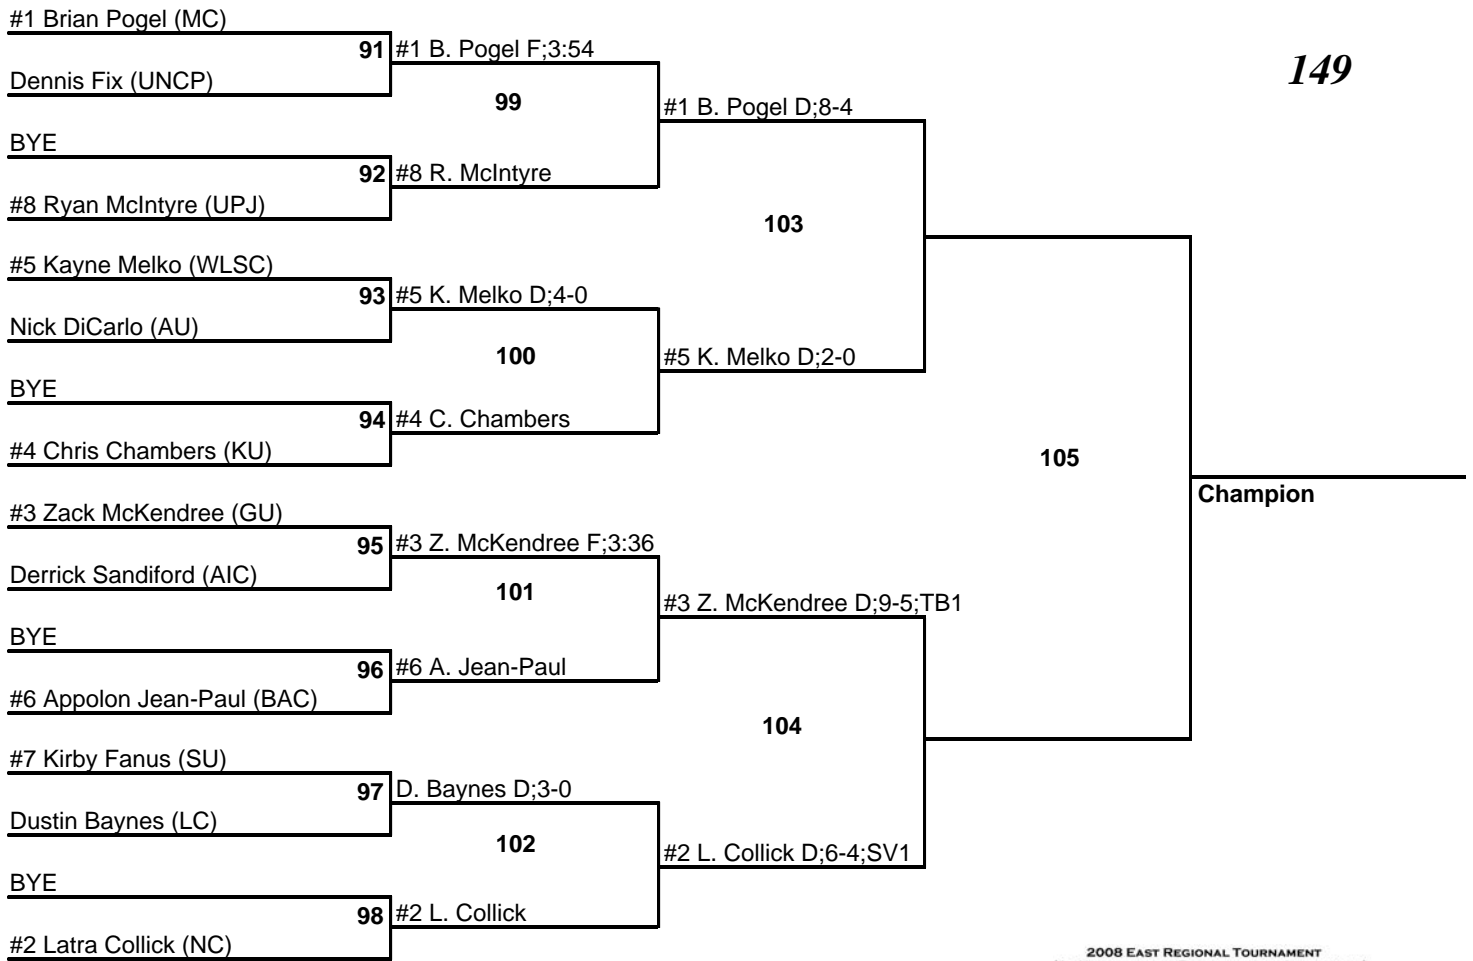 #1 Brian Pogel (MC)
91
#1 B. Pogel F;3:54
149
Dennis Fix (UNCP)
99
#1 B. Pogel D;8-4
BYE
92
#8 R. McIntyre
#8 Ryan McIntyre (UPJ)
103
#5 Kayne Melko (WLSC)
93
#5 K. Melko D;4-0
Nick DiCarlo (AU)
100
#5 K. Melko D;2-0
BYE
94
#4 C. Chambers
#4 Chris Chambers (KU)
105
Champion
#3 Zack McKendree (GU)
95
#3 Z. McKendree F;3:36
Derrick Sandiford (AIC)
101
#3 Z. McKendree D;9-5;TB1
BYE
96
#6 A. Jean-Paul
#6 Appolon Jean-Paul (BAC)
104
#7 Kirby Fanus (SU)
97
D. Baynes D;3-0
Dustin Baynes (LC)
102
#2 L. Collick D;6-4;SV1
BYE
98
#2 L. Collick
#2 Latra Collick (NC)
2008 EAST REGIONAL TOURNAMENT